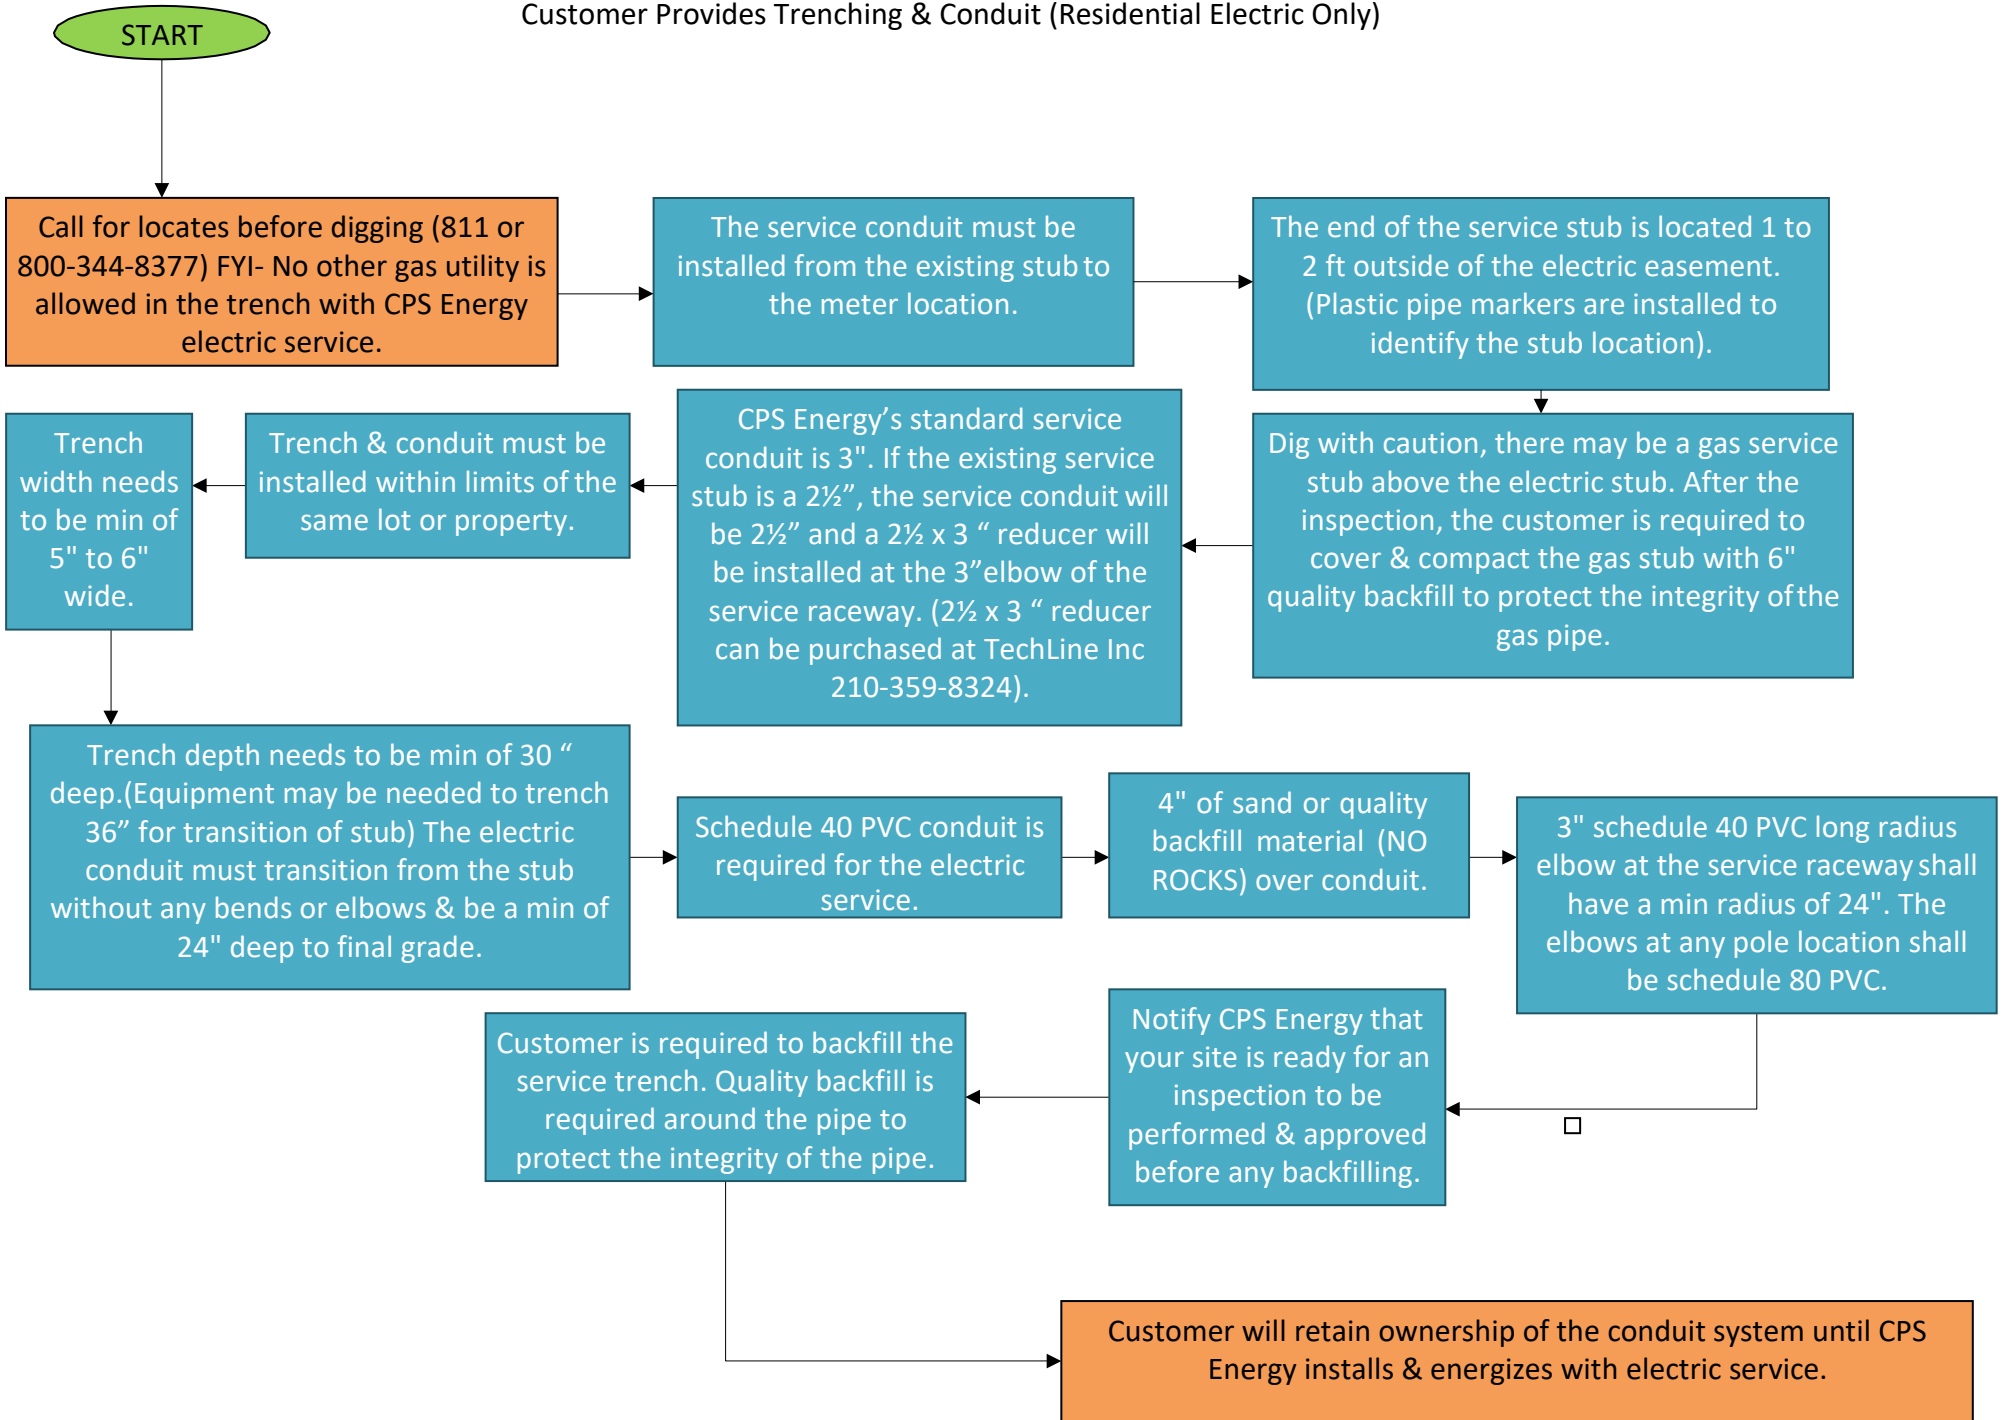 Customer Provides Trenching & Conduit (Residential Electric Only)
START
Call for locates before digging (811 or
800-344-8377) FYI- No other gas utility is
allowed in the trench with CPS Energy
electric service.
The service conduit must be
installed from the existing stub to
the meter location.
The end of the service stub is located 1 to
2 ft outside of the electric easement.
(Plastic pipe markers are installed to
identify the stub location).
Dig with caution, there may be a gas service
stub above the electric stub. After the
inspection, the customer is required to
cover & compact the gas stub with 6"
quality backfill to protect the integrity of the
gas pipe.
CPS Energy’s standard service
conduit is 3". If the existing service
stub is a 2½”, the service conduit will
be 2½” and a 2½ x 3 “ reducer will
be installed at the 3”elbow of the
service raceway. (2½ x 3 “ reducer
can be purchased at TechLine Inc
210-359-8324).
Trench & conduit must be
installed within limits of the
same lot or property.
Trench
width needs
to be min of
5" to 6"
wide.
Trench depth needs to be min of 30 “
deep.(Equipment may be needed to trench
36” for transition of stub) The electric
conduit must transition from the stub
without any bends or elbows & be a min of
24" deep to final grade.
Schedule 40 PVC conduit is
required for the electric
service.
4" of sand or quality
backfill material (NO
ROCKS) over conduit.
3" schedule 40 PVC long radius
elbow at the service raceway shall
have a min radius of 24". The
elbows at any pole location shall
be schedule 80 PVC.
Notify CPS Energy that
your site is ready for an
inspection to be
performed & approved
before any backfilling.
Customer is required to backfill the
service trench. Quality backfill is
required around the pipe to
protect the integrity of the pipe.
Customer will retain ownership of the conduit system until CPS
Energy installs & energizes with electric service.